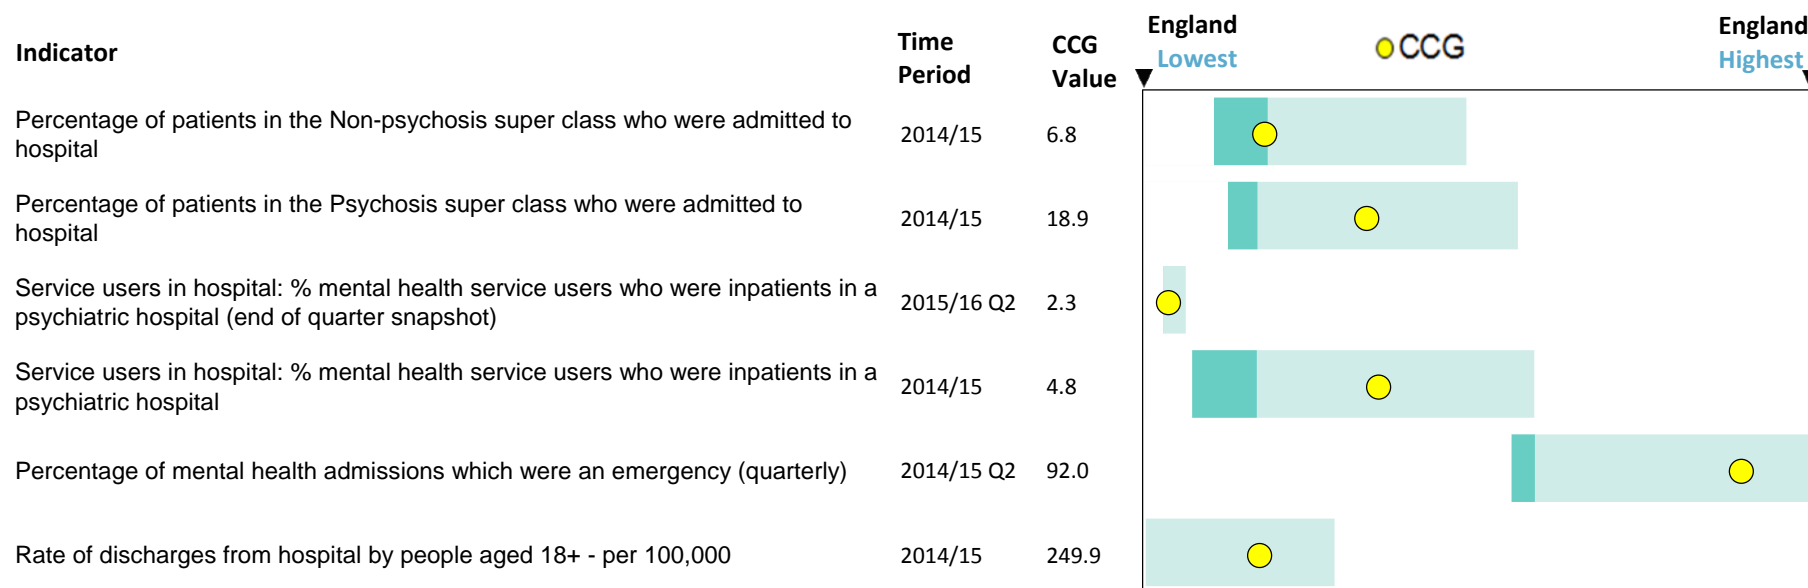 Indicator
Time Period
CCG Value
England Lowest
CCG
England Highest
Percentage of patients in the Non-psychosis super class who were admitted to
hospital
2014/15 6.8
Percentage of patients in the Psychosis super class who were admitted to
hospital
2014/15 18.9
Service users in hospital: % mental health service users who were inpatients in a
psychiatric hospital (end of quarter snapshot)
2015/16 Q2 2.3
Service users in hospital: % mental health service users who were inpatients in a
psychiatric hospital
2014/15 4.8
Percentage of mental health admissions which were an emergency (quarterly) 2014/15 Q2 92.0
Rate of discharges from hospital by people aged 18+ - per 100,000 2014/15 249.9